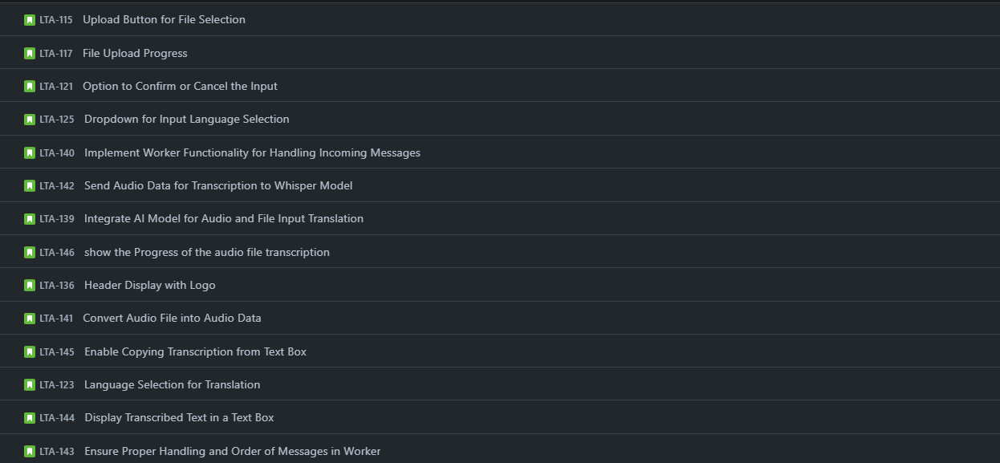 LTA-115 Upload Button for File Selection
LTA-117 File Upload Progress
LTA-121 Option to Confirm or Cancel the Input
LTA-125 Dropdown for Input Language Selection
LTA-140 Implement Worker Functionality for Handling Incoming Messages
LTA-142 Send Audio Data for Transcription to Whisper Model
LTA-139 Integrate AI Model for Audio and File Input Translation
LTA-146 show the Progress of the audio file transcription
LTA-136 Header Display with Logo
LTA-141 Convert Audio File into Audio Data
LTA-145 Enable Copying Transcription from Text Box
LTA-123 Language Selection for Translation
LTA-144 Display Transcribed Text in a Text Box
LTA-143 Ensure Proper Handling and Order of Messages in Worker